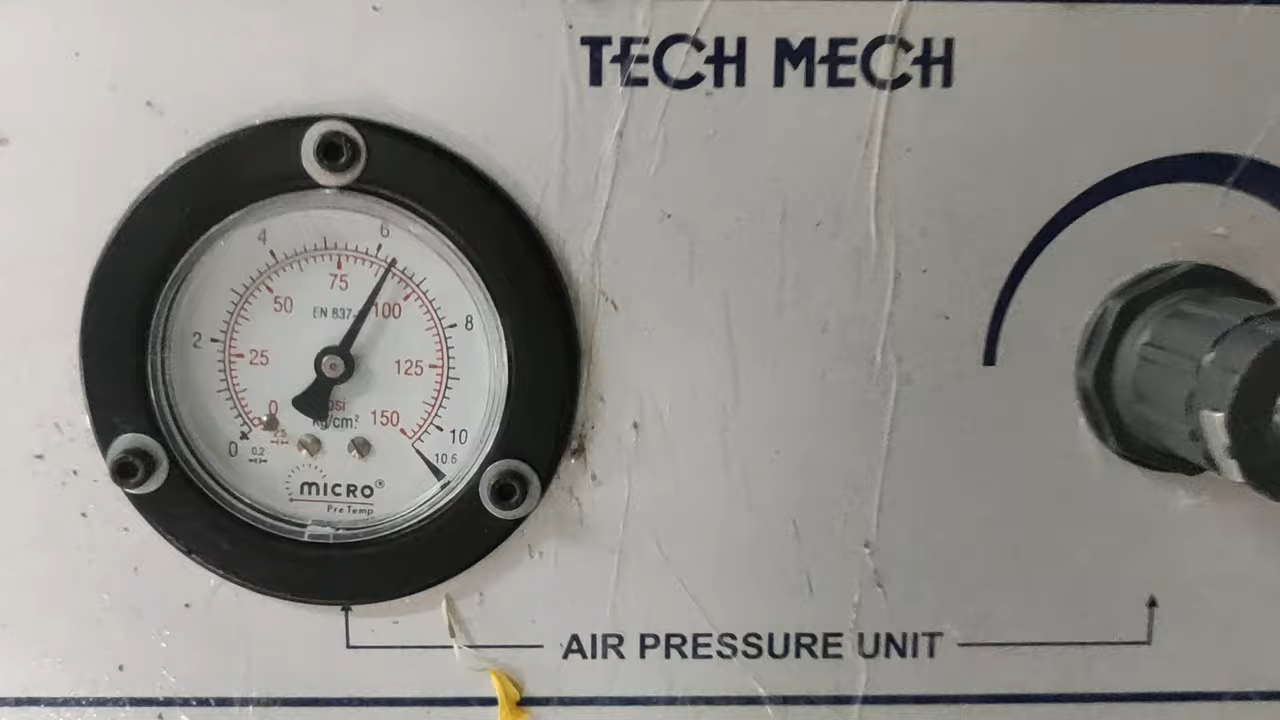 TECH MECH
6
4
75
50
EN 837-
100
8
2
25
125
0
psi
150
kg/cm²
10
0
0.2
10.6
MICRO®
Pre Temp
AIR PRESSURE UNIT